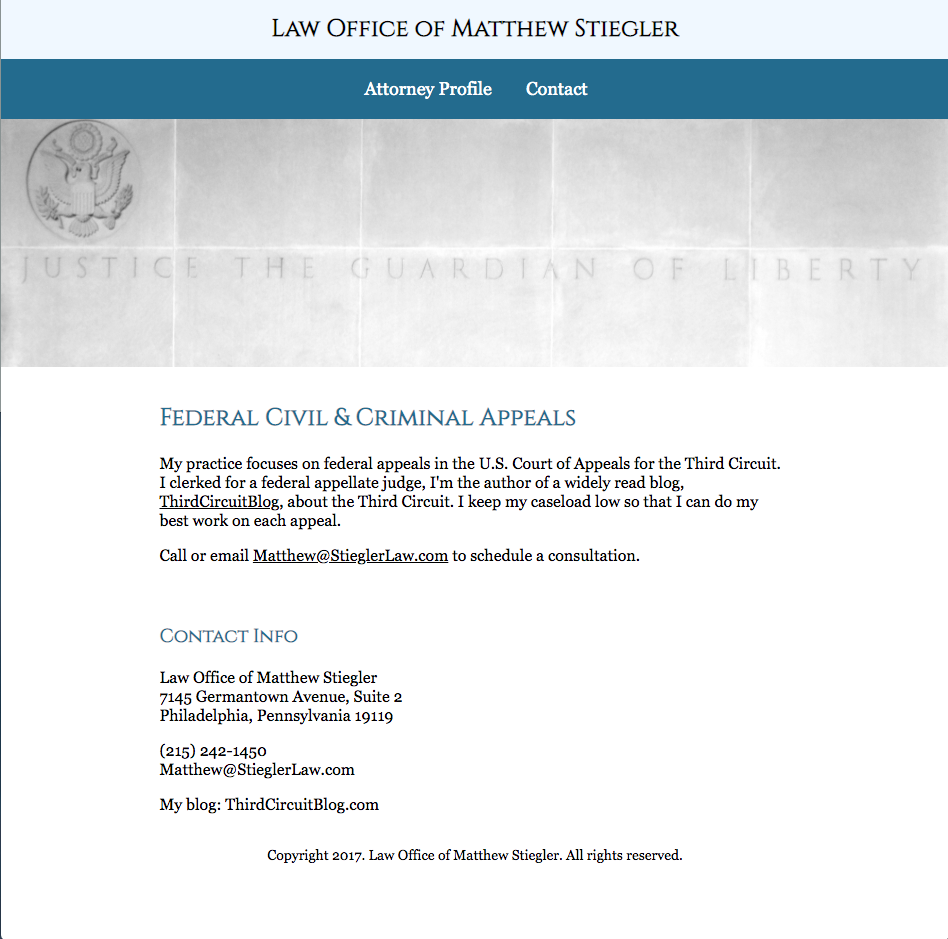 Law Office of Matthew Stiegler
Attorney Profile Contact
JUSTICE THE GUARDIAN OF LIBERTY
Federal Civil & Criminal Appeals
My practice focuses on federal appeals in the U.S. Court of Appeals for the Third Circuit.
I clerked for a federal appellate judge, I'm the author of a widely read blog,
ThirdCircuitBlog, about the Third Circuit. I keep my caseload low so that I can do my
best work on each appeal.
Call or email Matthew@StieglerLaw.com to schedule a consultation.
Contact Info
Law Office of Matthew Stiegler
7145 Germantown Avenue, Suite 2
Philadelphia, Pennsylvania 19119
(215) 242-1450
Matthew@StieglerLaw.com
My blog: ThirdCircuitBlog.com
Copyright 2017. Law Office of Matthew Stiegler. All rights reserved.